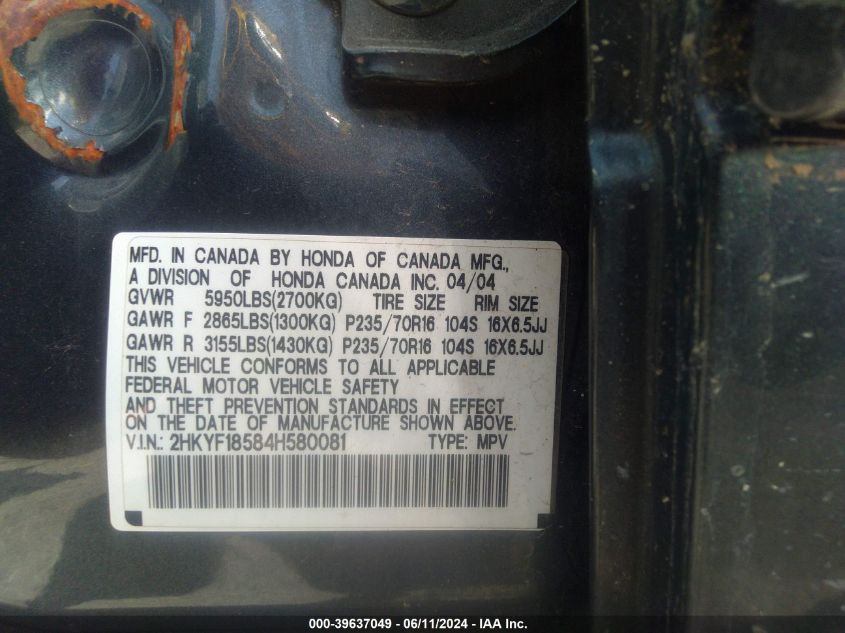 MFD. IN CANADA BY HONDA OF CANADA MFG.,
A DIVISION OF HONDA CANADA INC. 04/04
GVWR 5950LBS(2700KG) TIRE SIZE RIM SIZE
GAWR F 2865LBS(1300KG) P235/70R16 104S 16X6.5JJ
GAWR R 3155LBS(1430KG) P235/70R16 104S 16X6.5JJ
THIS VEHICLE CONFORMS TO ALL APPLICABLE
FEDERAL MOTOR VEHICLE SAFETY
AND THEFT PREVENTION STANDARDS IN EFFECT
ON THE DATE OF MANUFACTURE SHOWN ABOVE.
V.I.N.: 2HKYF18584H580081 TYPE: MPV
000-39637049 - 06/11/2024 - IAA Inc.